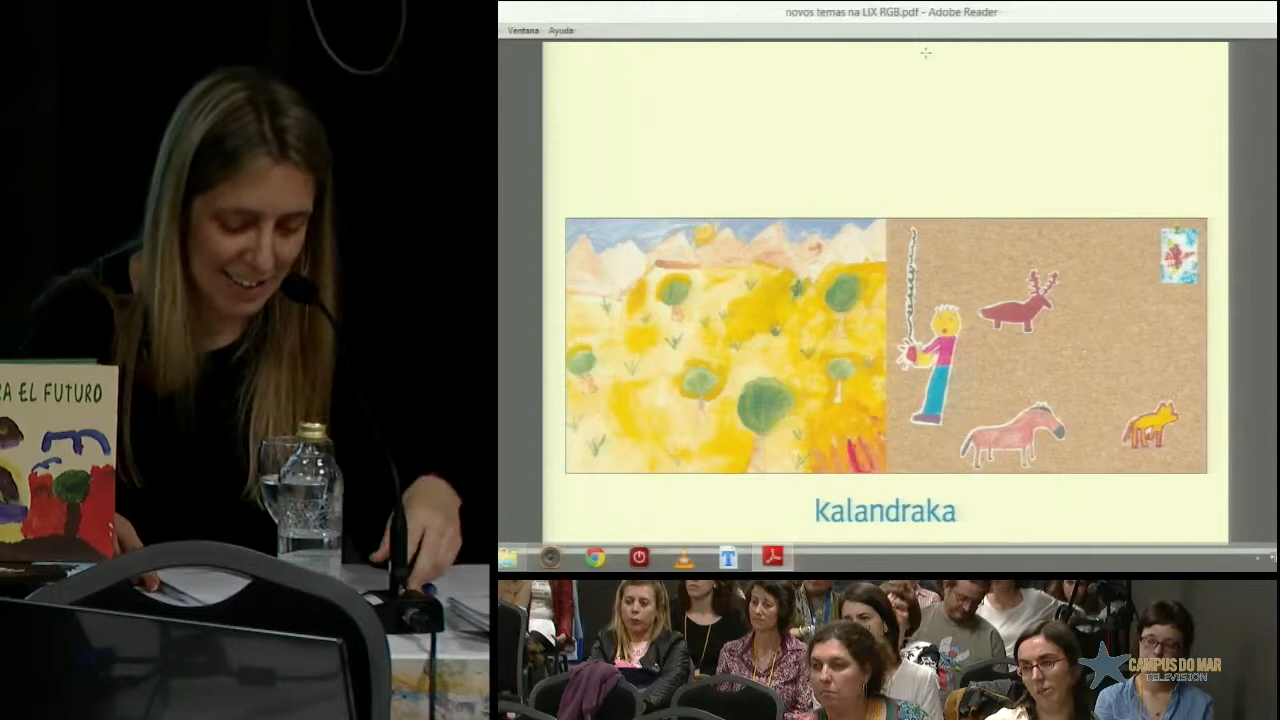 novos temas na LIX RGB.pdf - Adobe Reader
Ventana Ayuda
RA EL FUTURO
kalandraka
CAMPUS DO MAR
TELEVISIÓN